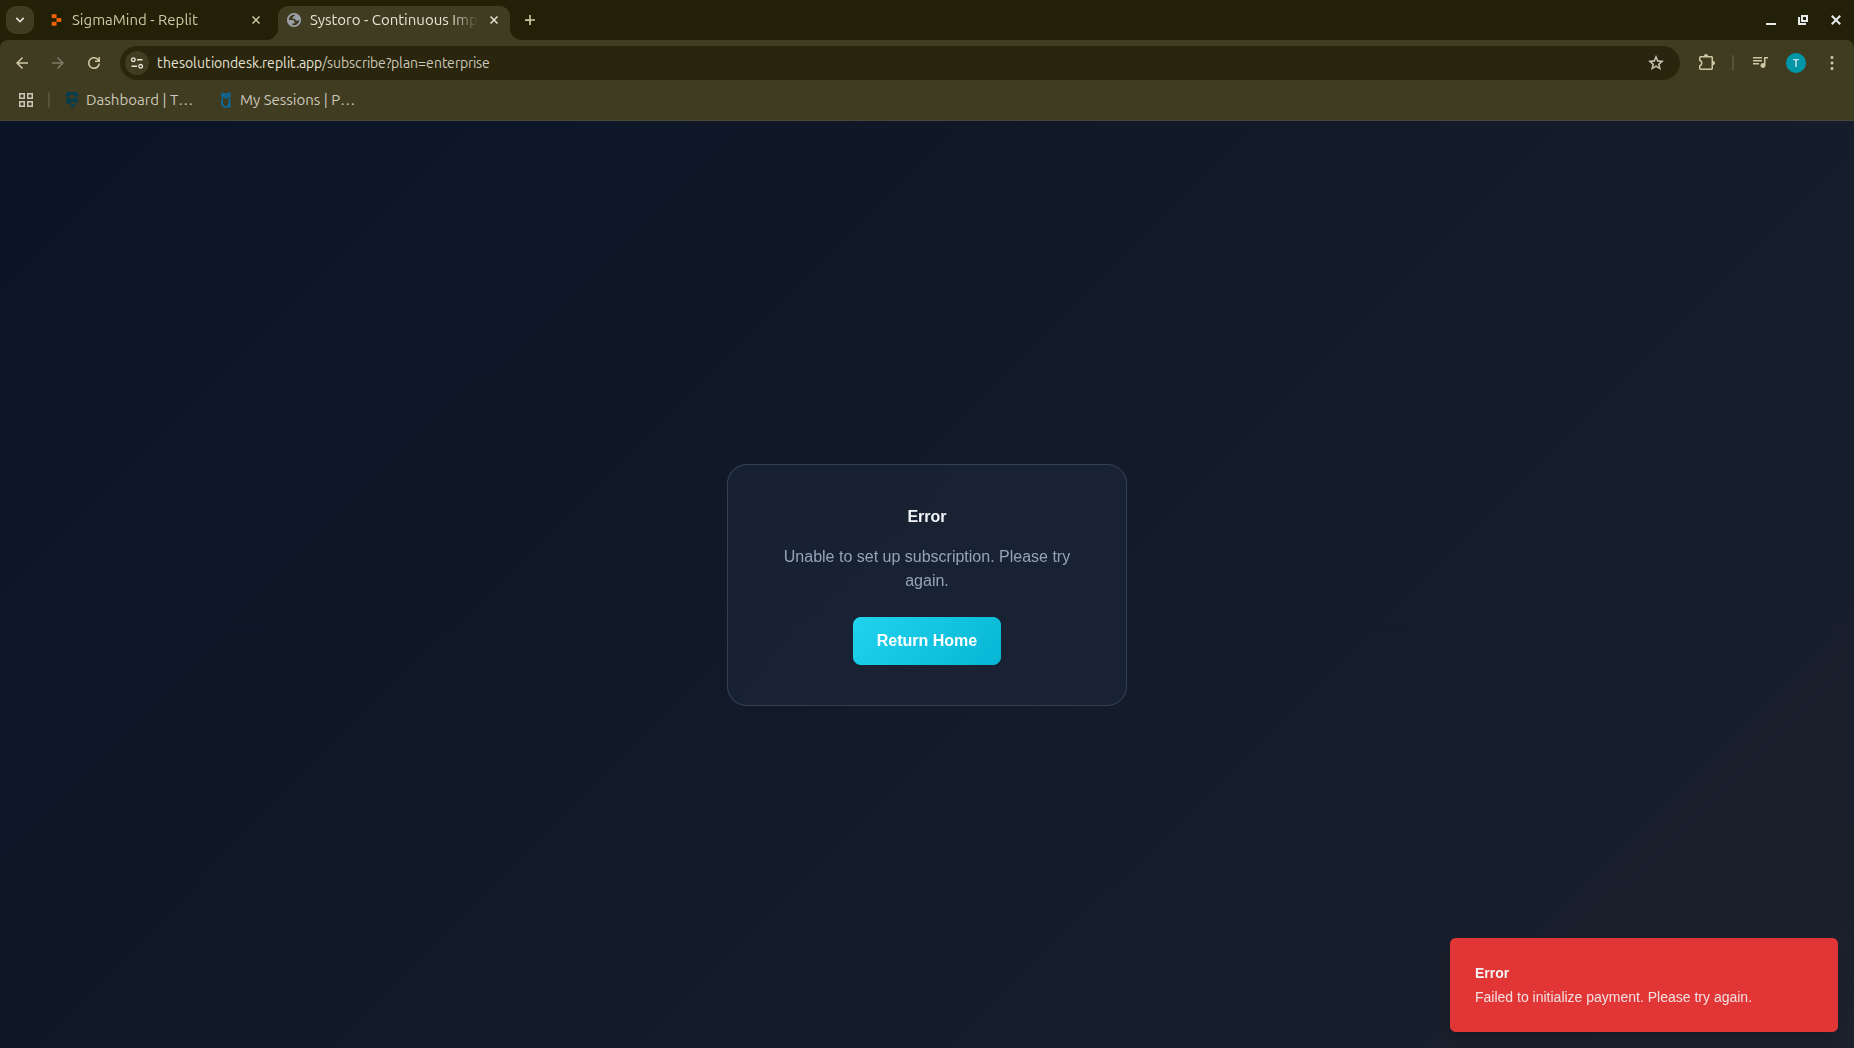 SigmaMind - Replit
Systoro - Continuous Imp
thesolutiondesk.replit.app/subscribe?plan=enterprise
T
Dashboard | T...
My Sessions | P...
Error
Unable to set up subscription. Please try
again.
Return Home
Error
Failed to initialize payment. Please try again.